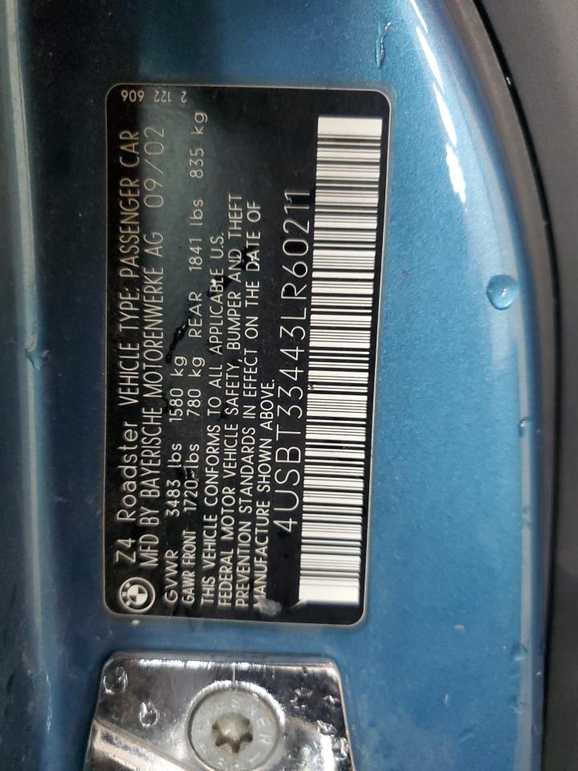 Z4 Roadster VEHICLE TYPE: PASSENGER CAR 2 122 606
MFD BY BAYERISCHE MOTORENWERKE AG 09/02
GVWR 3483 lbs 1580 kg
GAWR FRONT 1720 lbs 780 kg REAR 1841 lbs 835 kg
THIS VEHICLE CONFORMS TO ALL APPLICABLE U.S.
FEDERAL MOTOR VEHICLE SAFETY, BUMPER AND THEFT
PREVENTION STANDARDS IN EFFECT ON THE DATE OF
MANUFACTURE SHOWN ABOVE.
4USBT33443LR60211